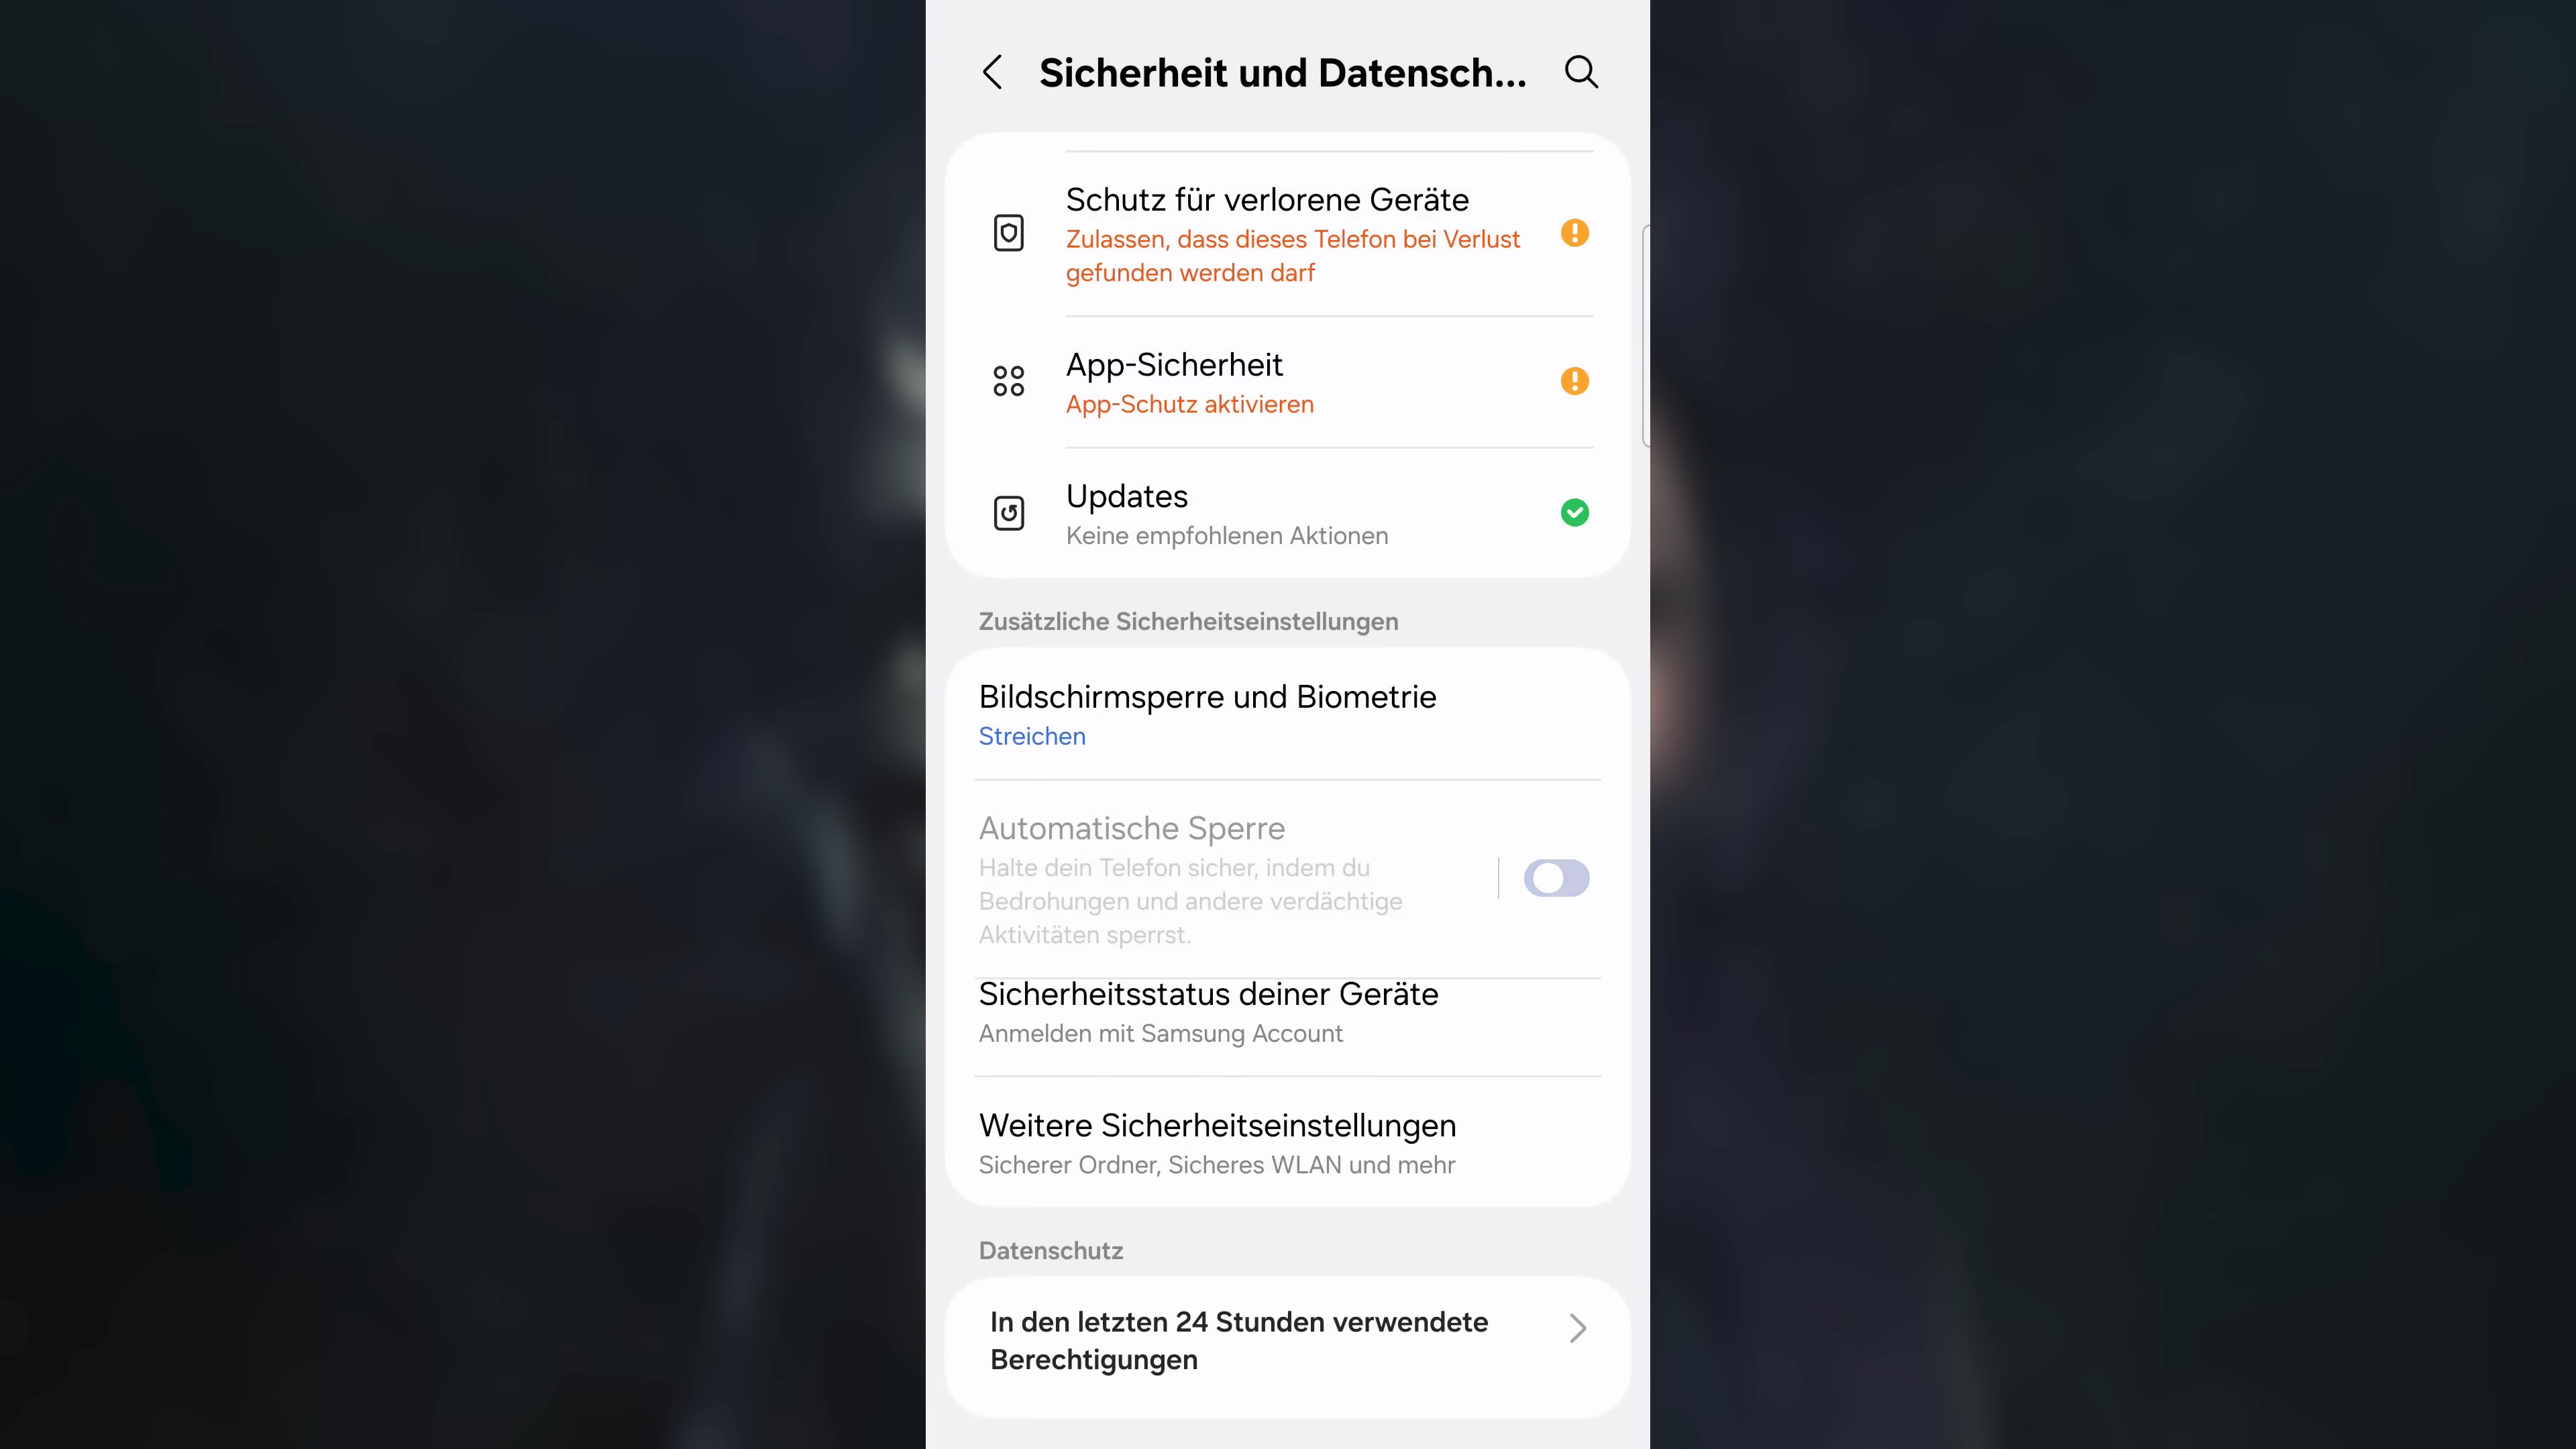 Sicherheit und Datensch...
Schutz für verlorene Geräte
Zulassen, dass dieses Telefon bei Verlust
gefunden werden darf
App-Sicherheit
App-Schutz aktivieren
Updates
Keine empfohlenen Aktionen
Zusätzliche Sicherheitseinstellungen
Bildschirmsperre und Biometrie
Streichen
Automatische Sperre
Halte dein Telefon sicher, indem du
Bedrohungen und andere verdächtige
Aktivitäten sperrst.
Sicherheitsstatus deiner Geräte
Anmelden mit Samsung Account
Weitere Sicherheitseinstellungen
Sicherer Ordner, Sicheres WLAN und mehr
Datenschutz
In den letzten 24 Stunden verwendete
Berechtigungen